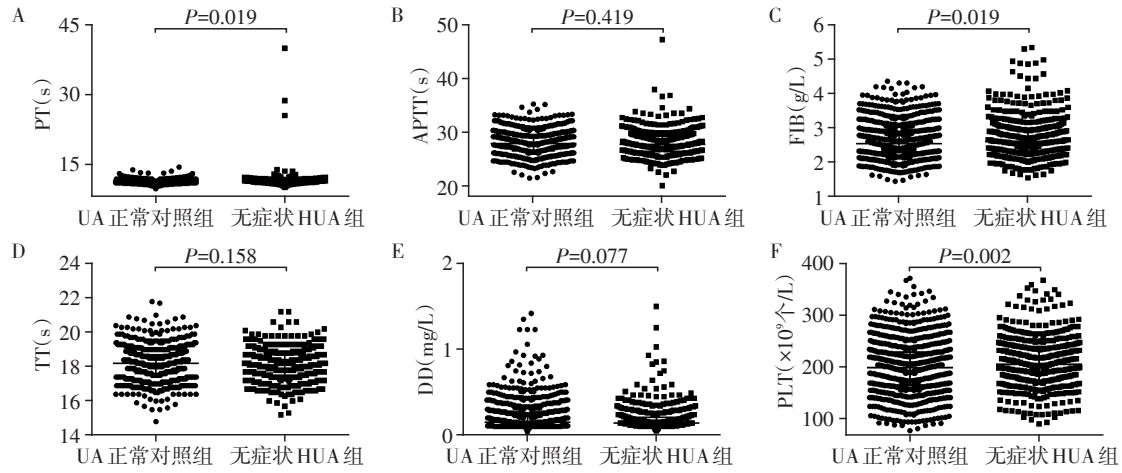 A
P=0.019
PT(s)
45
30
15
UA 正常对照组
无症状 HUA 组
B
P=0.419
APTT(s)
50
40
30
20
UA 正常对照组
无症状 HUA 组
C
P=0.019
FIB(g/L)
6
5
4
3
2
1
UA 正常对照组
无症状 HUA 组
D
P=0.158
TT(s)
24
22
20
18
16
14
UA 正常对照组
无症状 HUA 组
E
P=0.077
DD(mg/L)
2
1
0
UA 正常对照组
无症状 HUA 组
F
P=0.002
PLT(×10⁹个/L)
400
300
200
100
UA 正常对照组
无症状 HUA 组